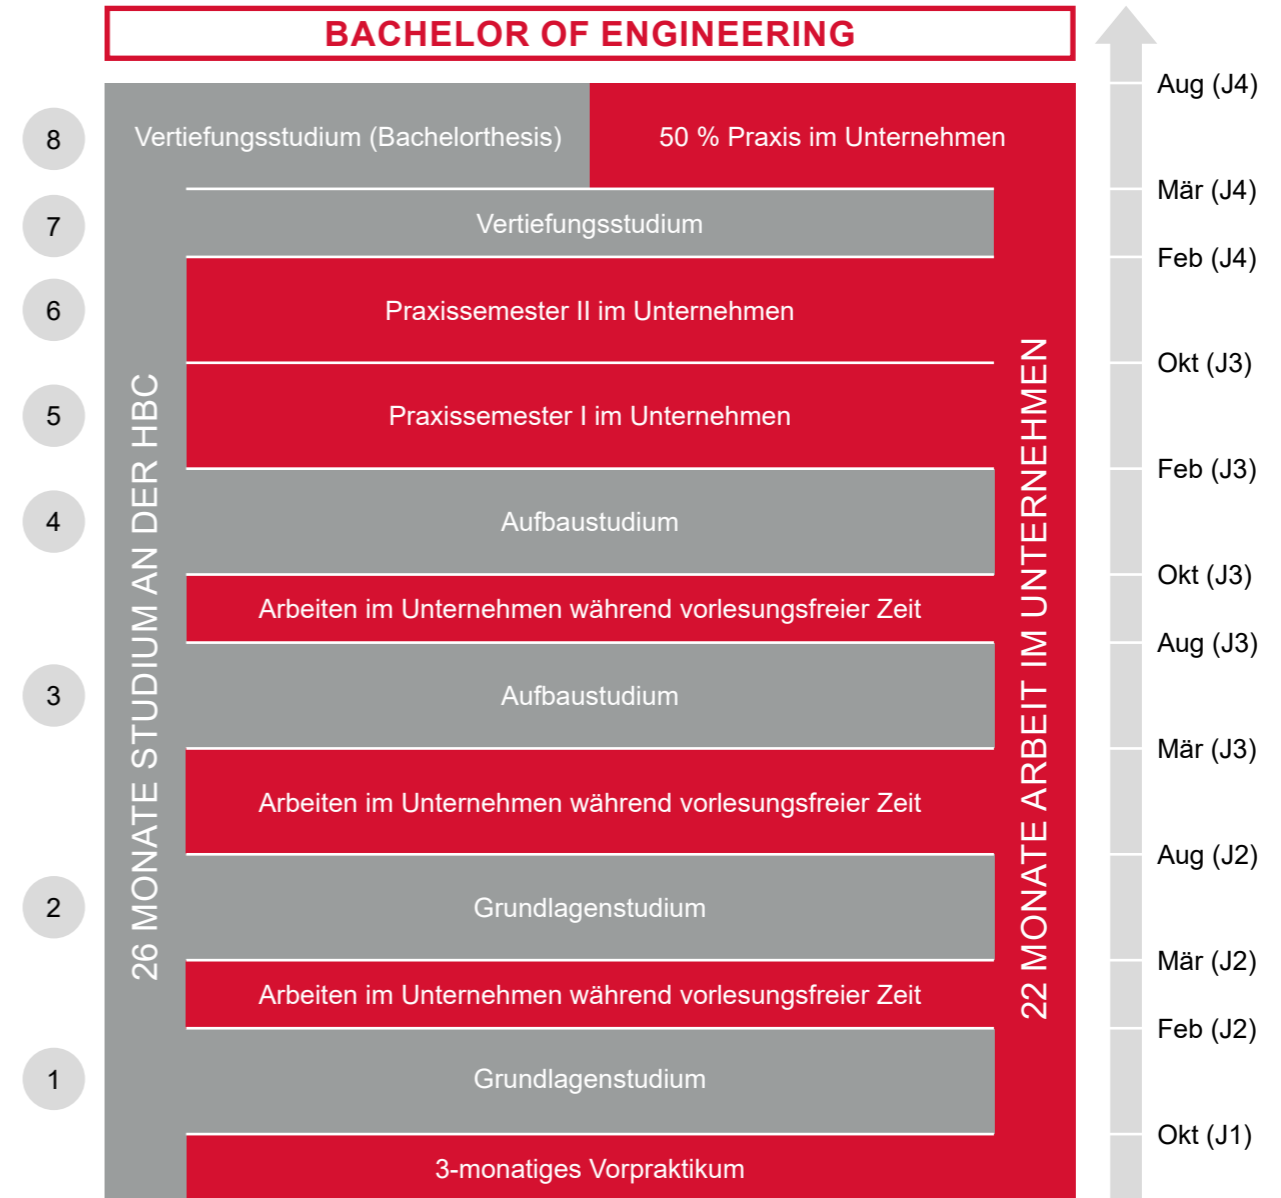 BACHELOR OF ENGINEERING
Aug (J4)
8
Vertiefungsstudium (Bachelorthesis)
50 % Praxis im Unternehmen
Mär (J4)
7
Vertiefungsstudium
Feb (J4)
6
Praxissemester II im Unternehmen
Okt (J3)
5
Praxissemester I im Unternehmen
Feb (J3)
4
Aufbaustudium
Okt (J3)
Arbeiten im Unternehmen während vorlesungsfreier Zeit
Aug (J3)
3
Aufbaustudium
Mär (J3)
Arbeiten im Unternehmen während vorlesungsfreier Zeit
Aug (J2)
2
Grundlagenstudium
Mär (J2)
Arbeiten im Unternehmen während vorlesungsfreier Zeit
Feb (J2)
1
Grundlagenstudium
Okt (J1)
3-monatiges Vorpraktikum
26 MONATE STUDIUM AN DER HBC
22 MONATE ARBEIT IM UNTERNEHMEN